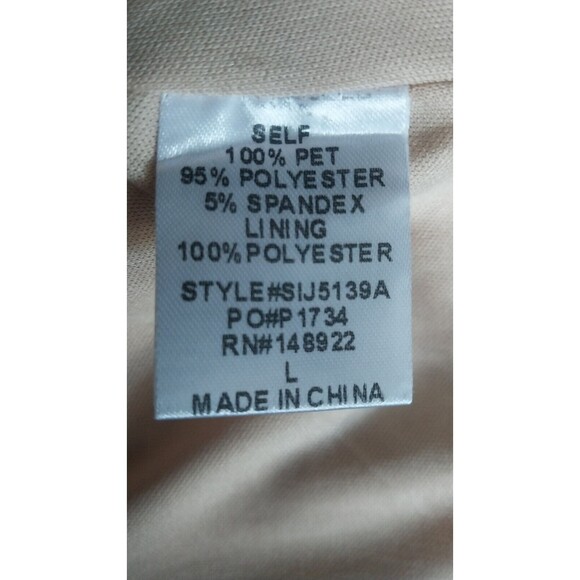 SELF
100% PET
95% POLYESTER
5% SPANDEX
LINING
100% POLYESTER
STYLE#SIJ5139A
PO#P1734
RN#148922
L
MADE IN CHINA